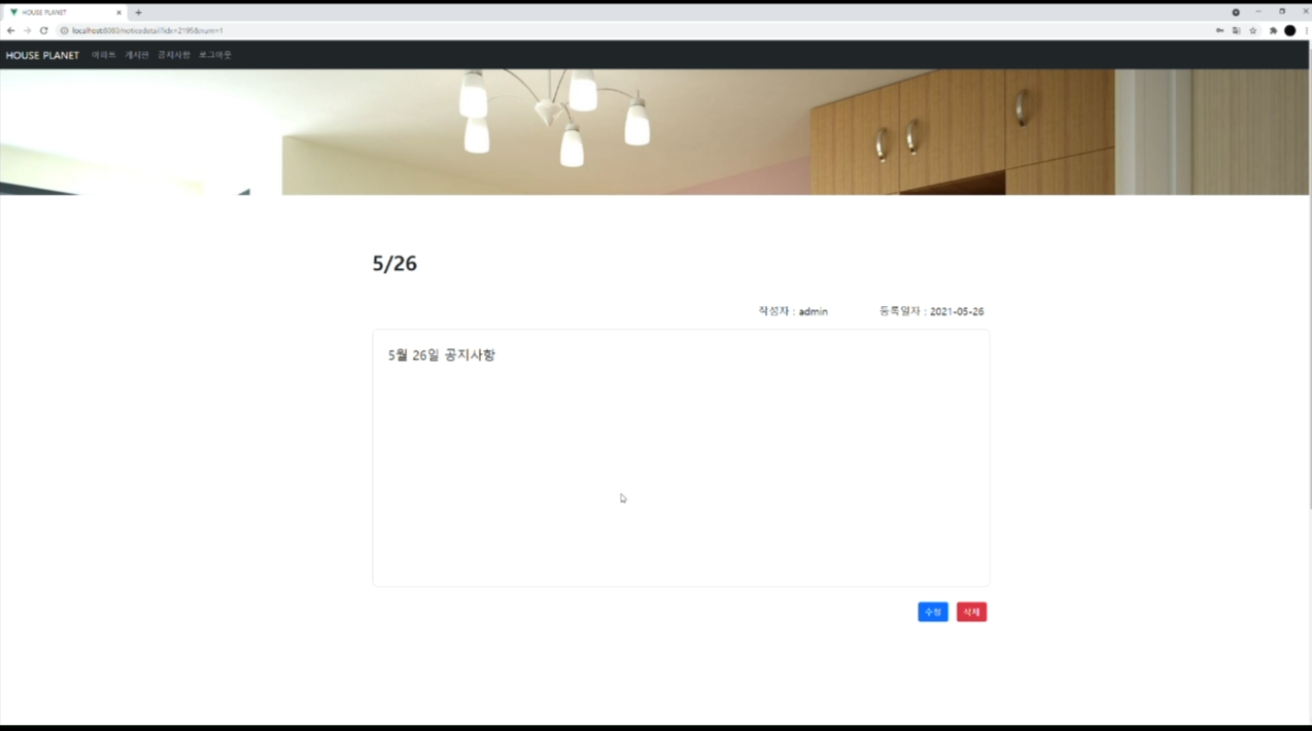 HOUSE PLANET
localhost:8080/noticedetail?idx=2195&num=1
HOUSE PLANET 아파트 게시판 공지사항 로그아웃
5/26
작성자 : admin 등록일자 : 2021-05-26
5월 26일 공지사항
수정 삭제